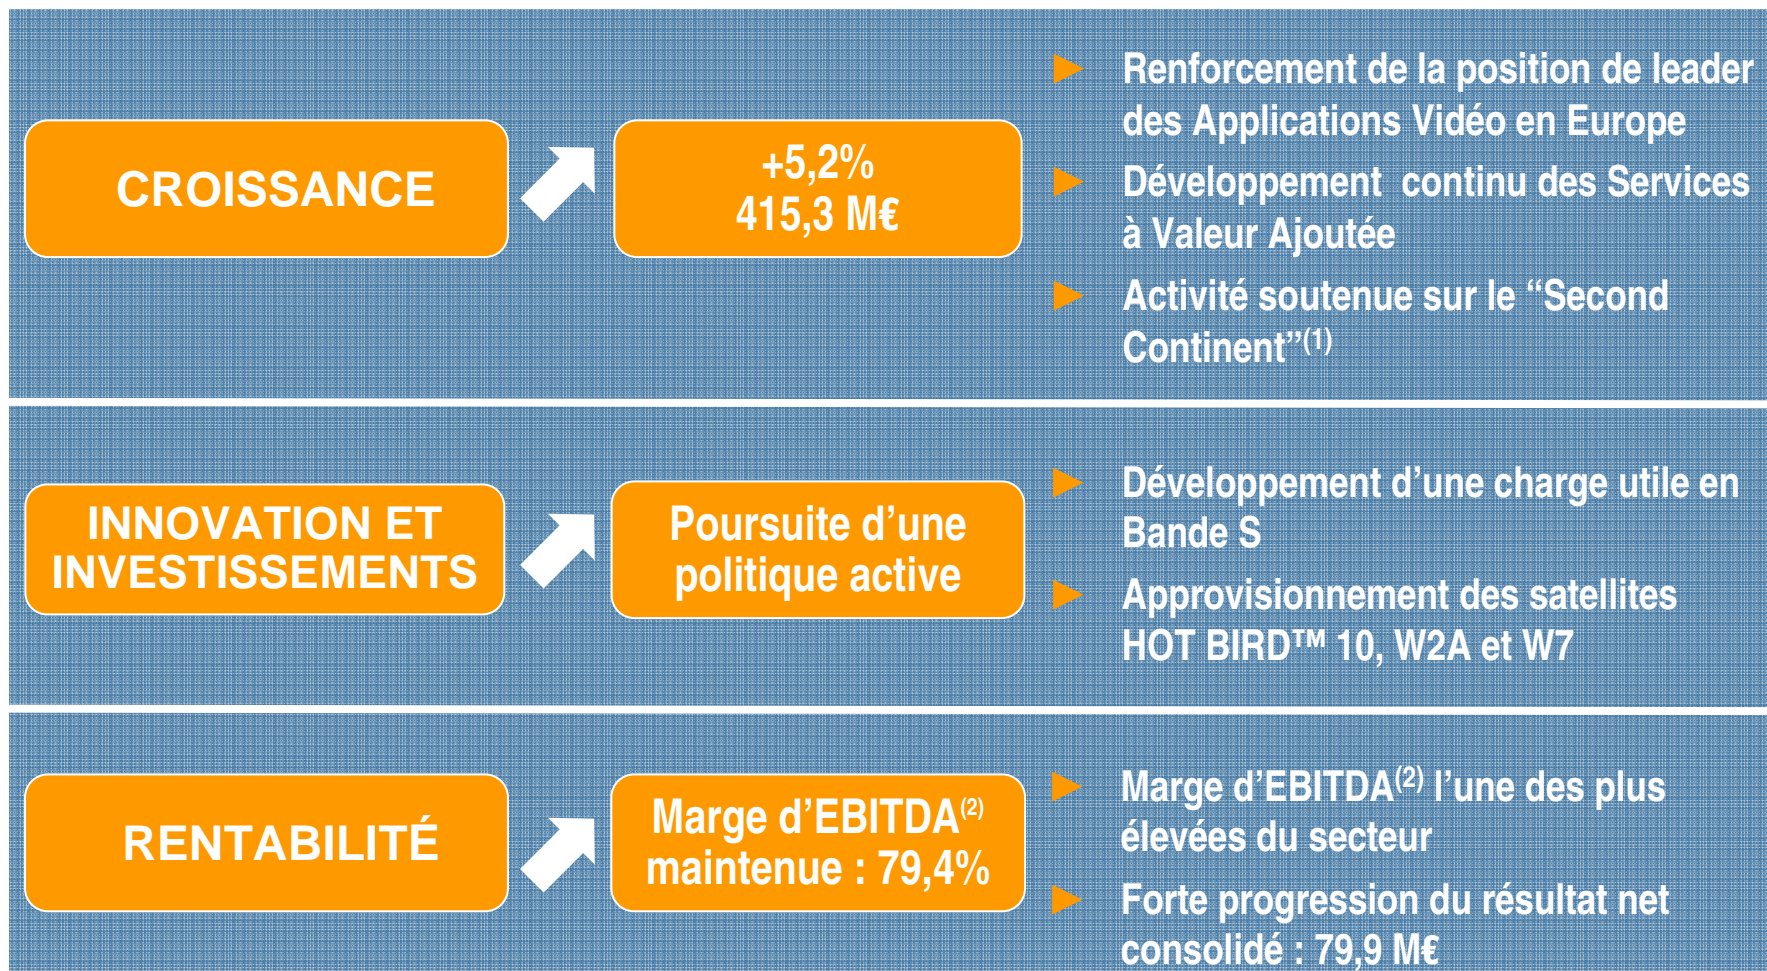 CROISSANCE
+5,2%
415,3 M€
► Renforcement de la position de leader
des Applications Vidéo en Europe
► Développement continu des Services
à Valeur Ajoutée
► Activité soutenue sur le “Second
Continent”(1)
INNOVATION ET
INVESTISSEMENTS
Poursuite d’une
politique active
► Développement d’une charge utile en
Bande S
► Approvisionnement des satellites
HOT BIRD™ 10, W2A et W7
RENTABILITÉ
Marge d’EBITDA(2)
maintenue : 79,4%
► Marge d’EBITDA(2) l’une des plus
élevées du secteur
► Forte progression du résultat net
consolidé : 79,9 M€